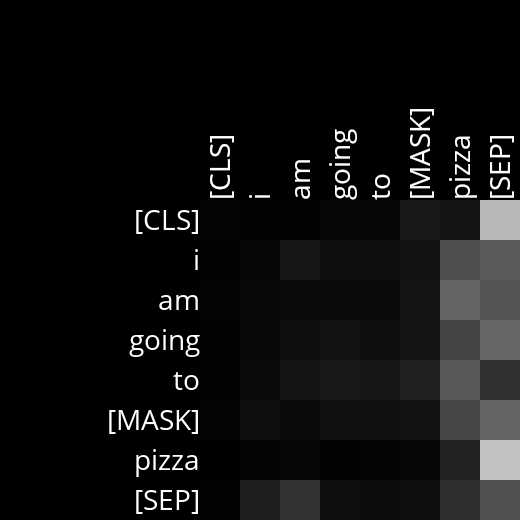 [CLS]
i
am
going
to
[MASK]
pizza
[SEP]
[CLS]
i
am
going
to
[MASK]
pizza
[SEP]